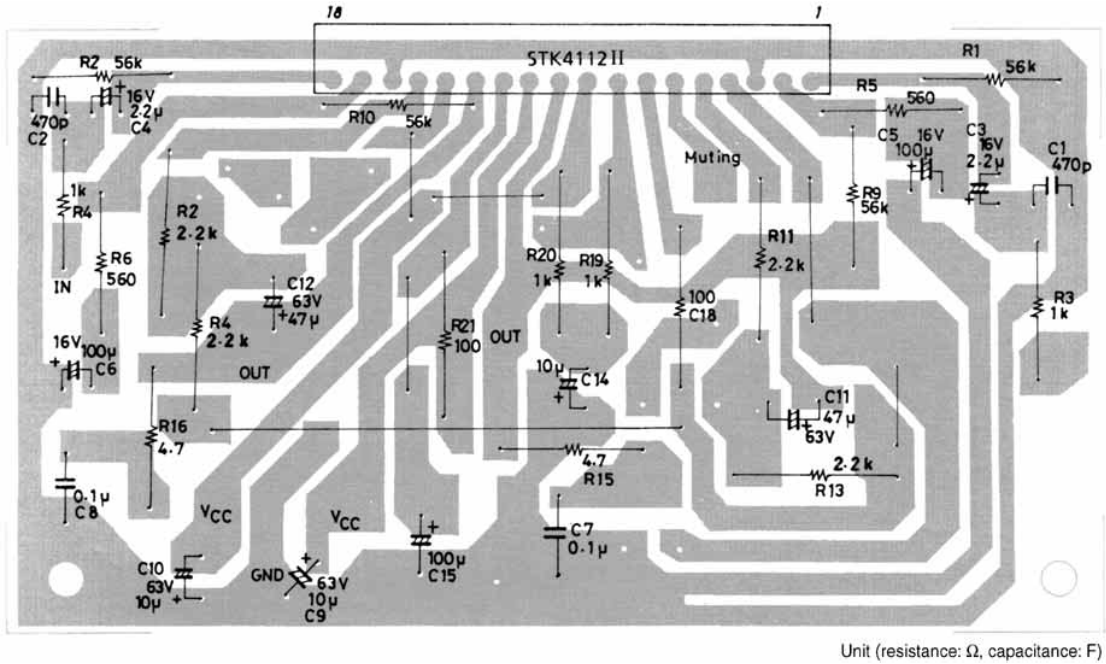 18
1
STK4112II
R2 56k
16V
2.2μ
C4
470p
C2
R10
56k
R1
56k
R5
560
C5 16V
100μ
C3
16V
2.2μ
C1
470p
Muting
1k
R4
R2
2.2k
R9
56k
R6
560
IN
C12
63V
47μ
R20
1k
R19
1k
R11
2.2k
100
C18
R3
1k
R4
2.2k
R21
100
OUT
16V
100μ
C6
OUT
10μ
C14
C11
47μ
63V
R16
4.7
4.7
R15
2.2k
R13
0.1μ
C8
VCC
VCC
100μ
C15
C7
0.1μ
C10
63V
10μ
GND
63V
10μ
C9
Unit (resistance: Ω, capacitance: F)